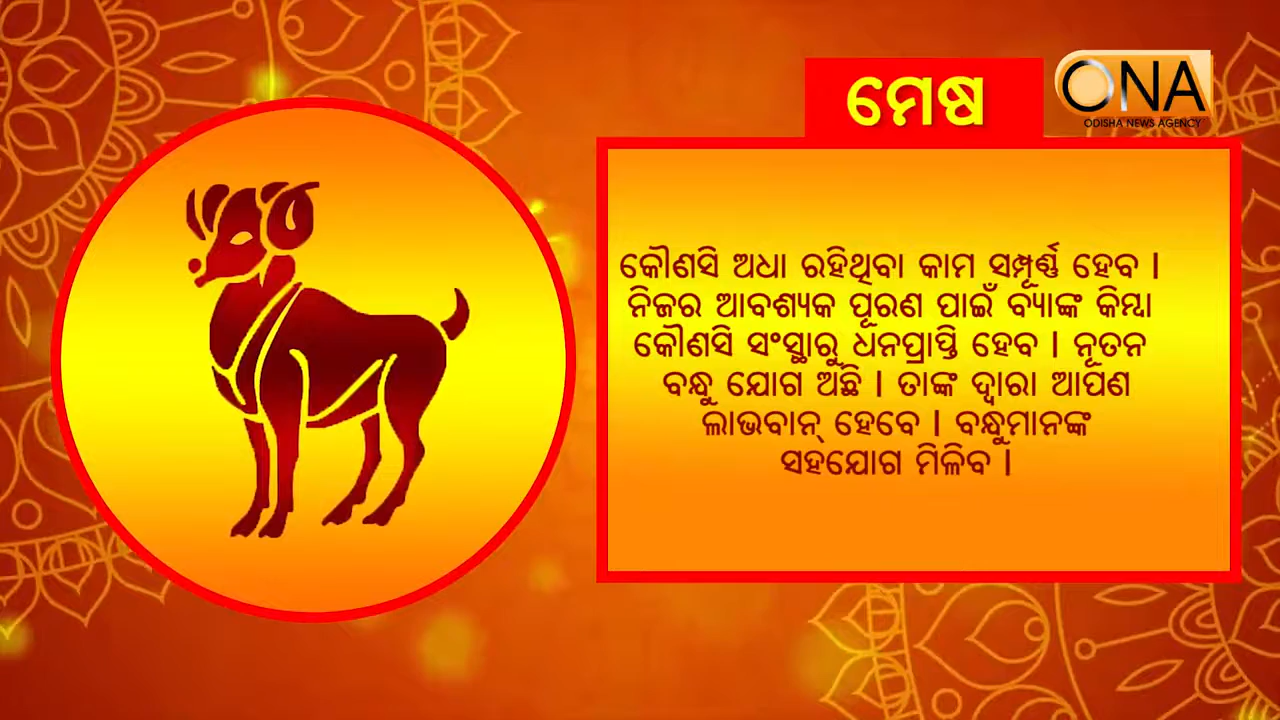 ମେଷ
ONA
ODISHA NEWS AGENCY
କୌଣସି ଅଧା ରହିଥିବା କାମ ସମ୍ପୂର୍ଣ୍ଣ ହେବ ।
ନିଜର ଆବଶ୍ୟକ ପୂରଣ ପାଇଁ ବ୍ୟାଙ୍କ କିମ୍ବା
କୌଣସି ସଂସ୍ଥାରୁ ଧନପ୍ରାପ୍ତି ହେବ । ନୂତନ
ବନ୍ଧୁ ଯୋଗ ଅଛି । ତାଙ୍କ ଦ୍ୱାରା ଆପଣ
ଲାଭବାନ୍ ହେବେ । ବନ୍ଧୁମାନଙ୍କ
ସହଯୋଗ ମିଳିବ ।